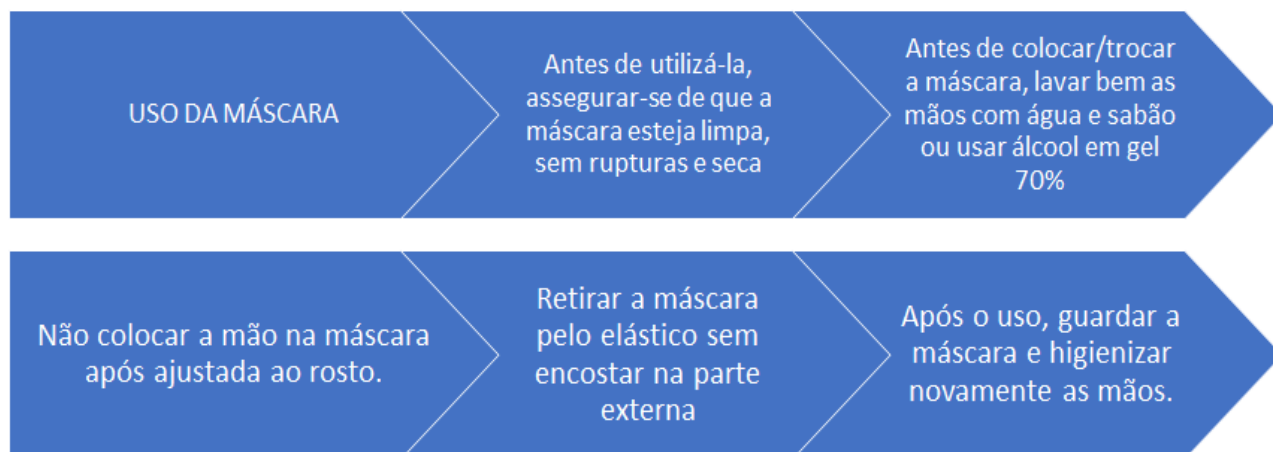 USO DA MÁSCARA
Antes de utilizá-la,
assegurar-se de que a
máscara esteja limpa,
sem rupturas e seca
Antes de colocar/trocar
a máscara, lavar bem as
mãos com água e sabão
ou usar álcool em gel
70%
Não colocar a mão na máscara
após ajustada ao rosto.
Retirar a máscara
pelo elástico sem
encostar na parte
externa
Após o uso, guardar a
máscara e higienizar
novamente as mãos.